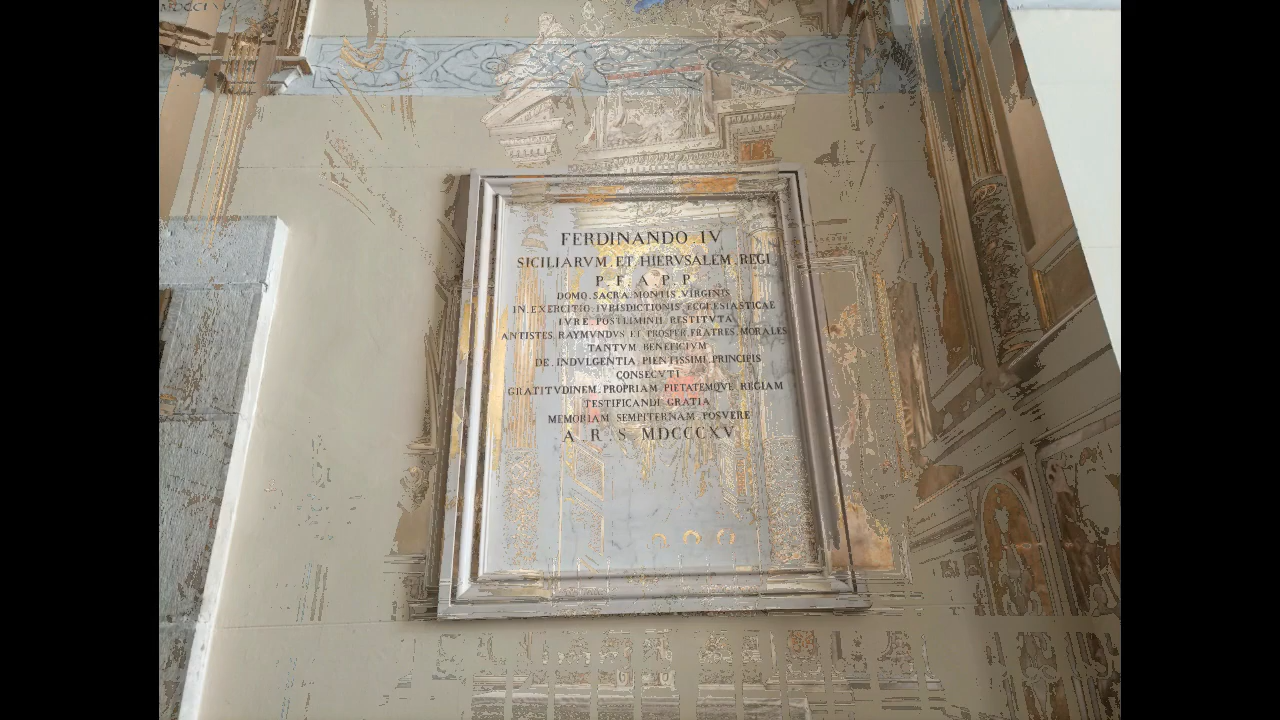 MDCCLXV
FERDINANDO . IV
SICILIARVM . ET . HIERVSALEM . REGI
P . F . A . P . P
DOMO . SACRA . MONTIS . VIRGINIS
IN . EXERCITIO . IVRISDICTIONIS . ECCLESIASTICAE
IVRE . POSTLIMINII . RESTITVTA
ANTISTES . RAYMVNDVS . ET . PROSPER . FRATRES . MORALES
TANTVM . BENEFICIVM
DE . INDVLGENTIA . PIENTISSIMI . PRINCIPIS
CONSECVTI
GRATITVDINEM . PROPRIAM . PIETATEMQVE . REGIAM
TESTIFICANDI . GRATIA
MEMORIAM . SEMPITERNAM . POSVERE
A . R . S . MDCCCXV